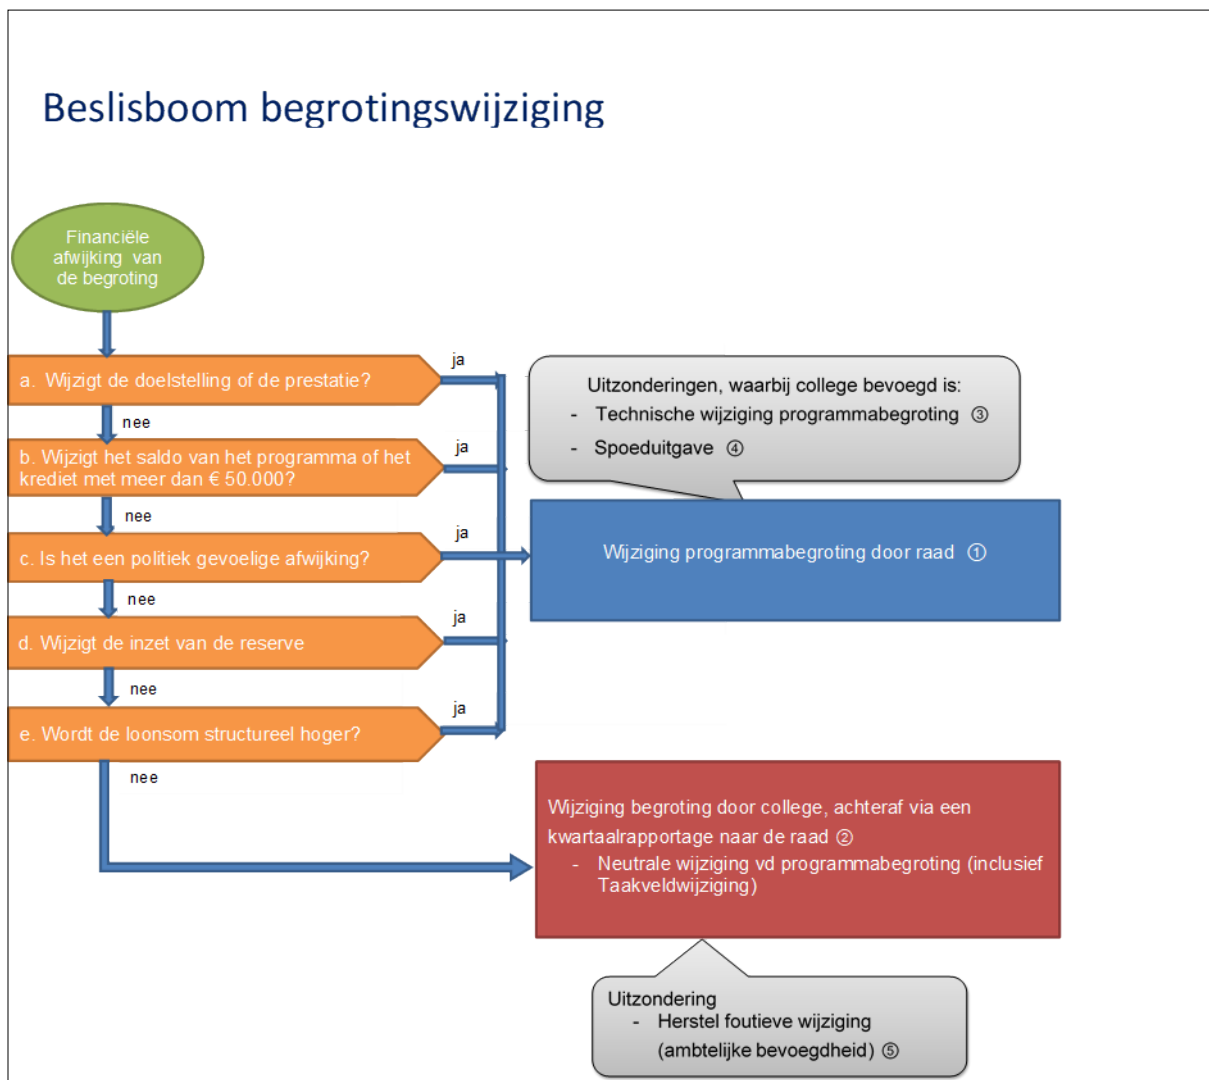 Beslisboom begrotingswijziging
Financiële
afwijking van
de begroting
a. Wijzigt de doelstelling of de prestatie?
ja
nee
b. Wijzigt het saldo van het programma of het
krediet met meer dan € 50.000?
ja
nee
c. Is het een politiek gevoelige afwijking?
ja
nee
d. Wijzigt de inzet van de reserve
ja
nee
e. Wordt de loonsom structureel hoger?
ja
nee
Uitzonderingen, waarbij college bevoegd is:
- Technische wijziging programmabegroting ③
- Spoeduitgave ④
Wijziging programmabegroting door raad ①
Wijziging begroting door college, achteraf via een
kwartaalrapportage naar de raad ②
- Neutrale wijziging vd programmabegroting (inclusief
Taakveldwijziging)
Uitzondering
- Herstel foutieve wijziging
(ambtelijke bevoegdheid) ⑤